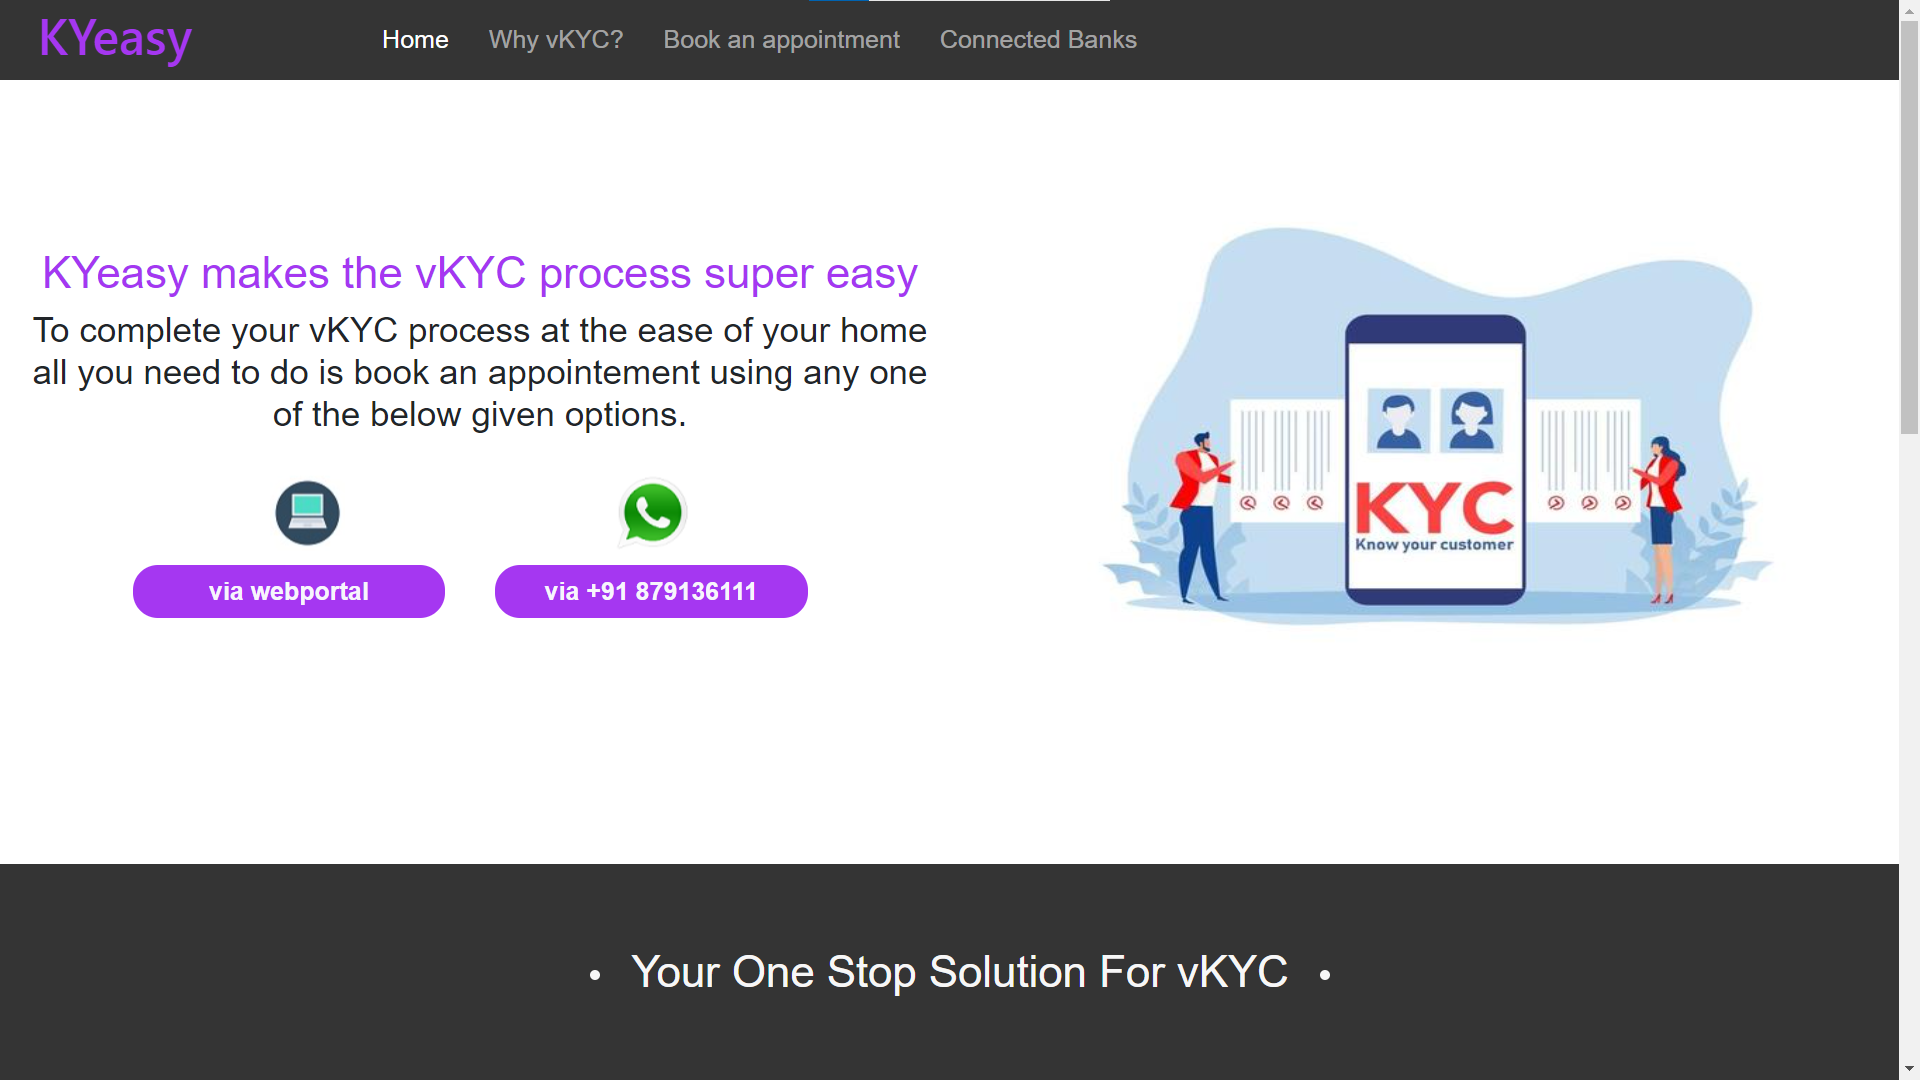 KYeasy
Home
Why vKYC?
Book an appointment
Connected Banks
KYeasy makes the vKYC process super easy
To complete your vKYC process at the ease of your home
all you need to do is book an appointement using any one
of the below given options.
via webportal
via +91 879136111
KYC
Know your customer
• Your One Stop Solution For vKYC •